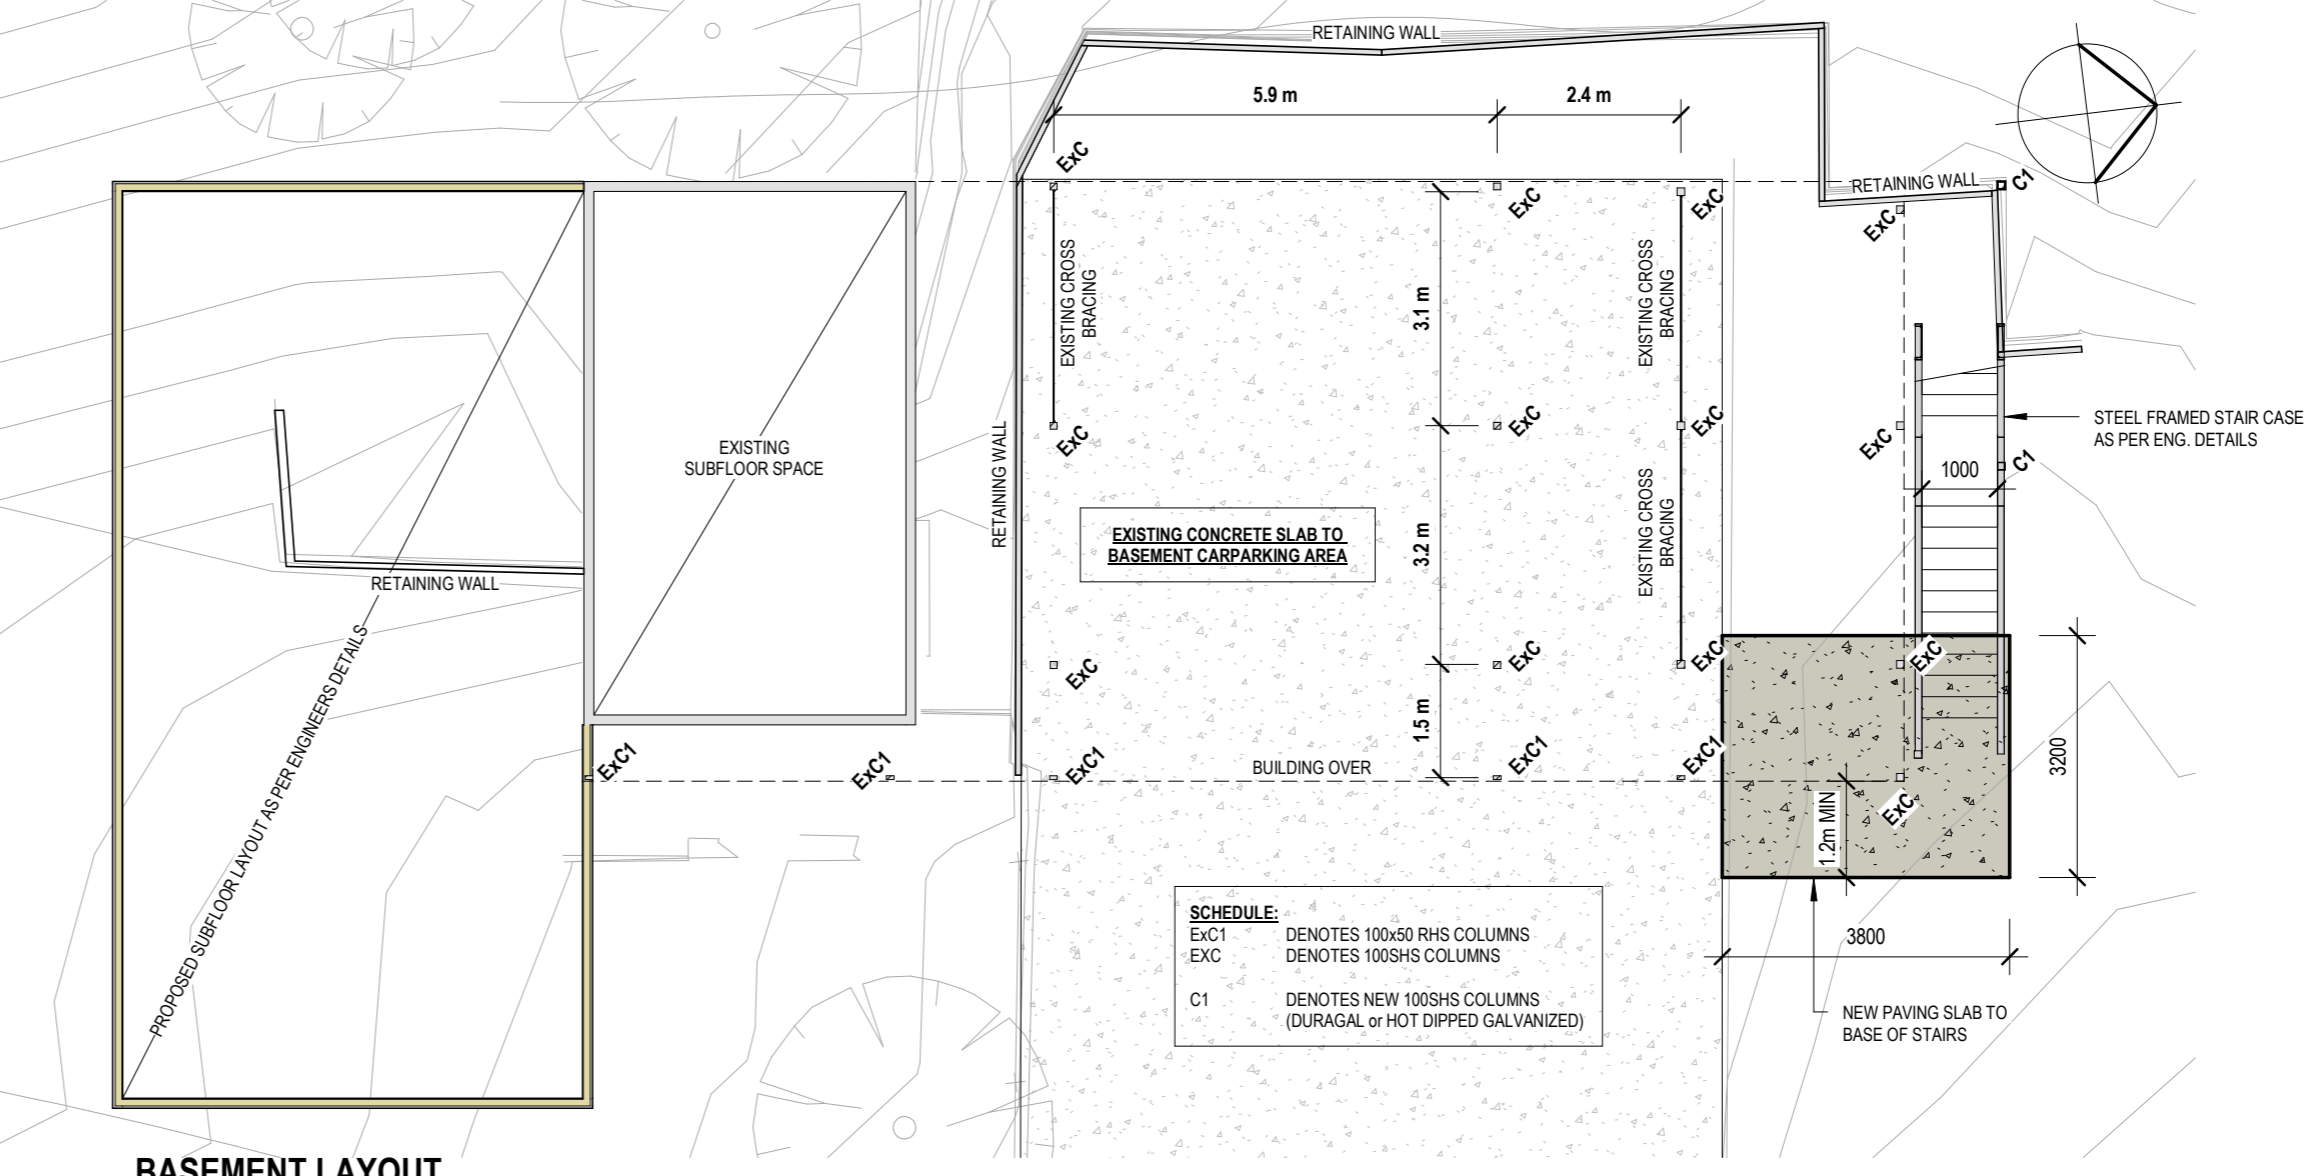 RETAINING WALL
5.9 m
2.4 m
ExC
ExC
ExC
RETAINING WALL
C1
ExC
EXISTING CROSS
BRACING
3.1 m
EXISTING CROSS
BRACING
ExC
ExC
ExC
ExC
STEEL FRAMED STAIR CASE
AS PER ENG. DETAILS
EXISTING
SUBFLOOR SPACE
RETAINING WALL
1000
C1
EXISTING CONCRETE SLAB TO
BASEMENT CARPARKING AREA
3.2 m
EXISTING CROSS
BRACING
RETAINING WALL
PROPOSED SUBFLOOR LAYOUT AS PER ENGINEERS DETAILS
ExC
ExC
ExC
ExC
1.5 m
3200
ExC1
ExC1
ExC1
BUILDING OVER
ExC1
ExC1
ExC
1.2m MIN
SCHEDULE:
ExC1 DENOTES 100x50 RHS COLUMNS
EXC DENOTES 100SHS COLUMNS
C1 DENOTES NEW 100SHS COLUMNS
(DURAGAL or HOT DIPPED GALVANIZED)
3800
NEW PAVING SLAB TO
BASE OF STAIRS
BASEMENT LAYOUT